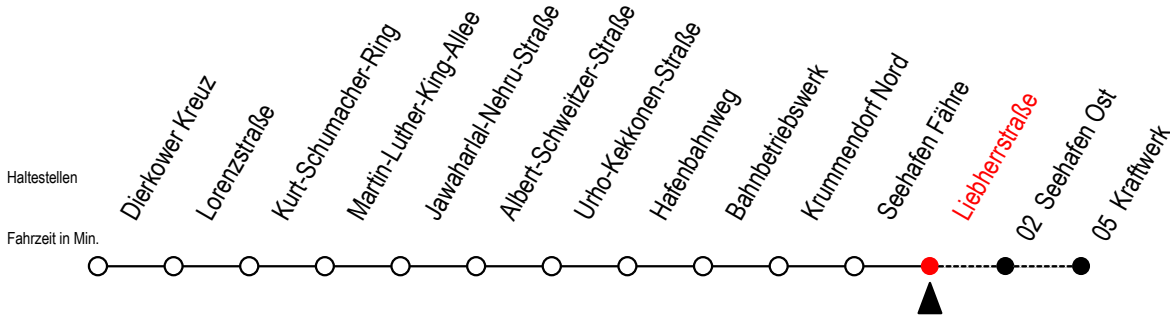 Haltestellen
Dierkower Kreuz
Lorenzstraße
Kurt-Schumacher-Ring
Martin-Luther-King-Allee
Jawaharlal-Nehru-Straße
Albert-Schweitzer-Straße
Urho-Kekkonen-Straße
Hafenbahnweg
Bahnbetriebswerk
Krummendorf Nord
Seehafen Fähre
Liebherrstraße
02 Seehafen Ost
05 Kraftwerk
Fahrzeit in Min.